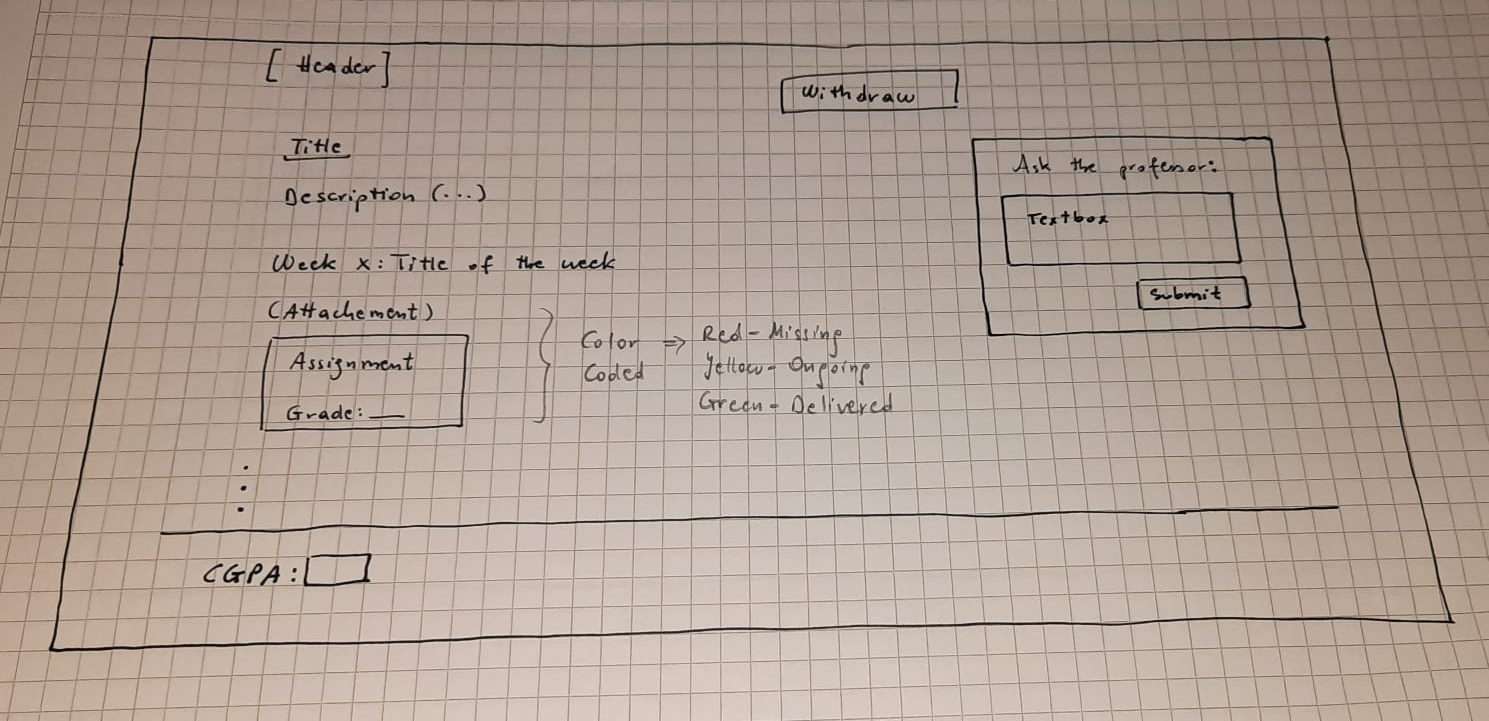 [Header]
Withdraw
Title
Description (...)
Ask the professor:
Textbox
Submit
Week x: Title of the week
(Attachement)
Assignment
Grade: __
Color Coded => Red - Missing
Yellow - Ongoing
Green - Delivered
CGPA: